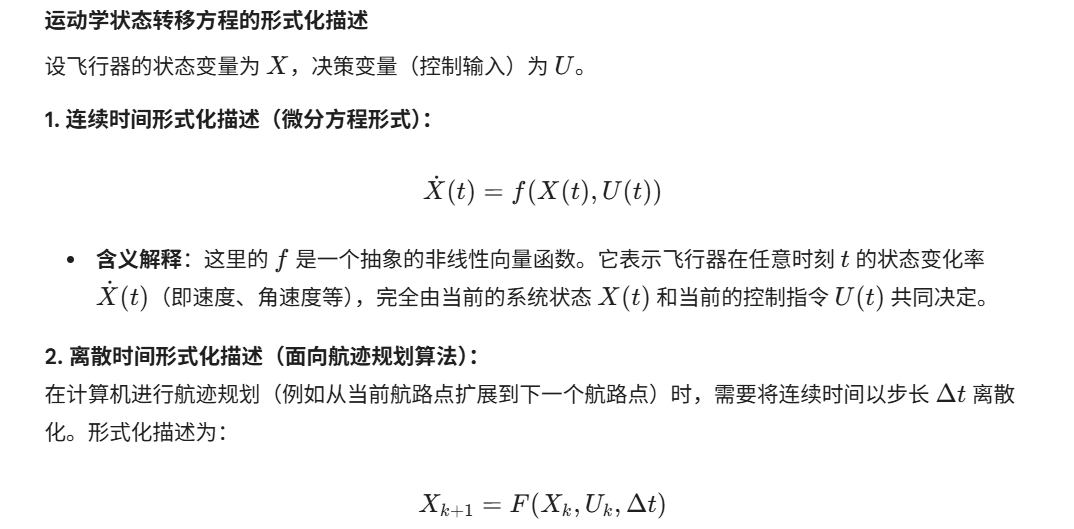 运动学状态转移方程的形式化描述
设飞行器的状态变量为 X，决策变量（控制输入）为 U。
1. 连续时间形式化描述（微分方程形式）：
Ẋ(t) = f(X(t), U(t))
• 含义解释：这里的 f 是一个抽象的非线性向量函数。它表示飞行器在任意时刻 t 的状态变化率
Ẋ(t)（即速度、角速度等），完全由当前的系统状态 X(t) 和当前的控制指令 U(t) 共同决定。
2. 离散时间形式化描述（面向航迹规划算法）：
在计算机进行航迹规划（例如从当前航路点扩展到下一个航路点）时，需要将连续时间以步长 Δt 离散
化。形式化描述为：
X_{k+1} = F(X_k, U_k, Δt)